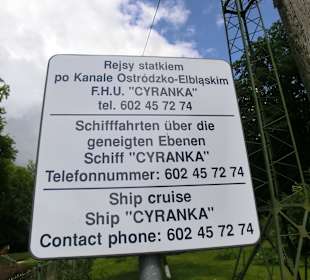 Rejsy statkiem
po Kanale Ostródzko-Elbląskim
F.H.U. "CYRANKA"
tel. 602 45 72 74
Schifffahrten über die
geneigten Ebenen
Schiff "CYRANKA"
Telefonnummer: 602 45 72 74
Ship cruise
Ship "CYRANKA"
Contact phone: 602 45 72 74